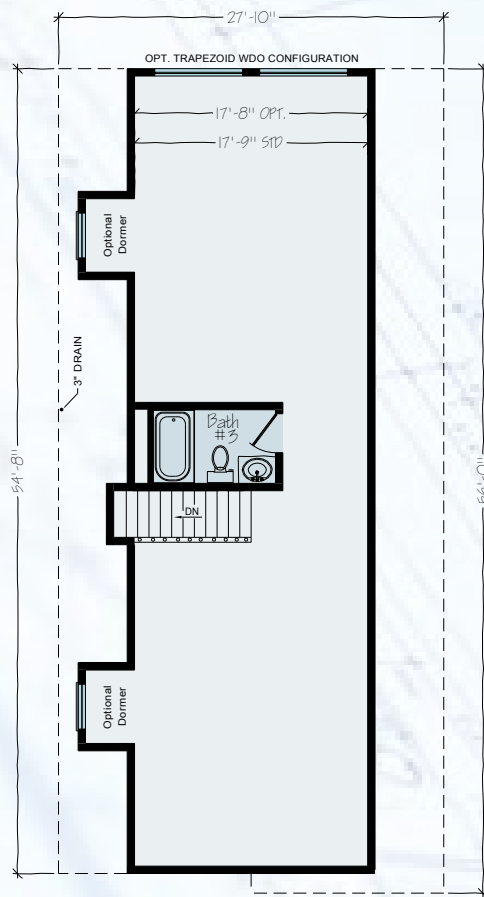 27'-10"
OPT. TRAPEZOID WDO CONFIGURATION
17'-8" OPT.
17'-9" STD
Optional
Dormer
3" DRAIN
Bath
#3
54'-8"
56'-0"
DN
Optional
Dormer